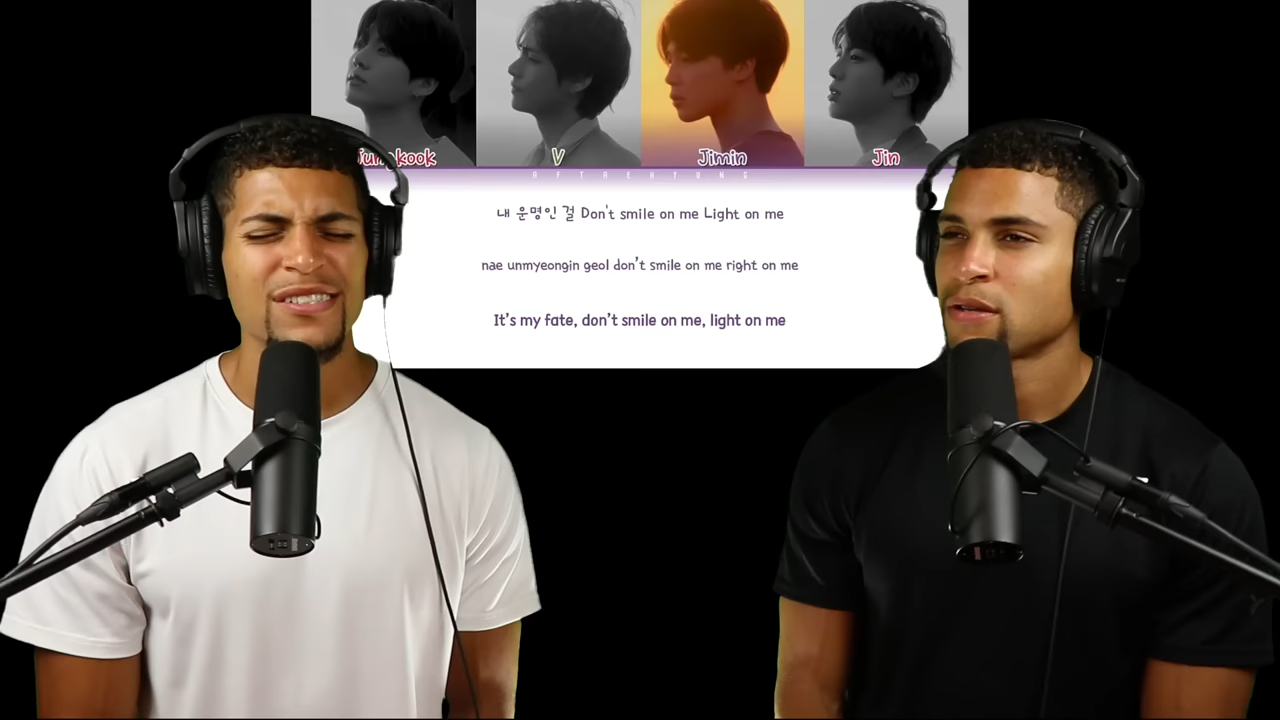 Jungkook V Jimin Jin
AFTAEHYUNG
내 운명인 걸 Don't smile on me Light on me
nae unmyeongin geol don't smile on me right on me
It's my fate, don't smile on me, light on me